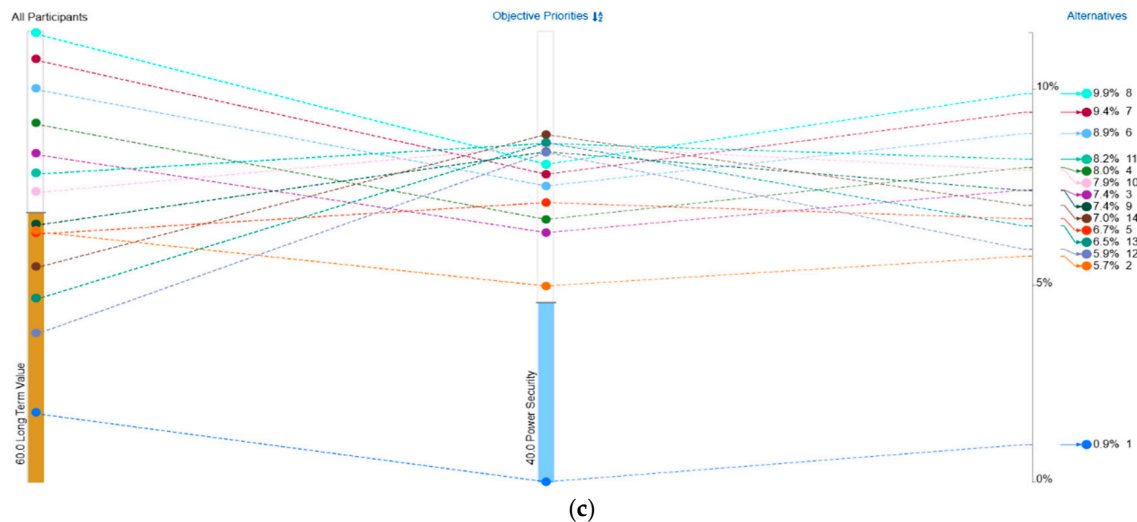 All Participants
Objective Priorities
Alternatives
10%
9.9% 8
9.4% 7
8.9% 6
8.2% 11
8.0% 4
7.9% 10
7.4% 3
7.4% 9
7.0% 14
6.7% 5
6.5% 13
5.9% 12
5.7% 2
5%
60.0 Long Term Value
40.0 Power Security
0.9% 1
0%
(c)